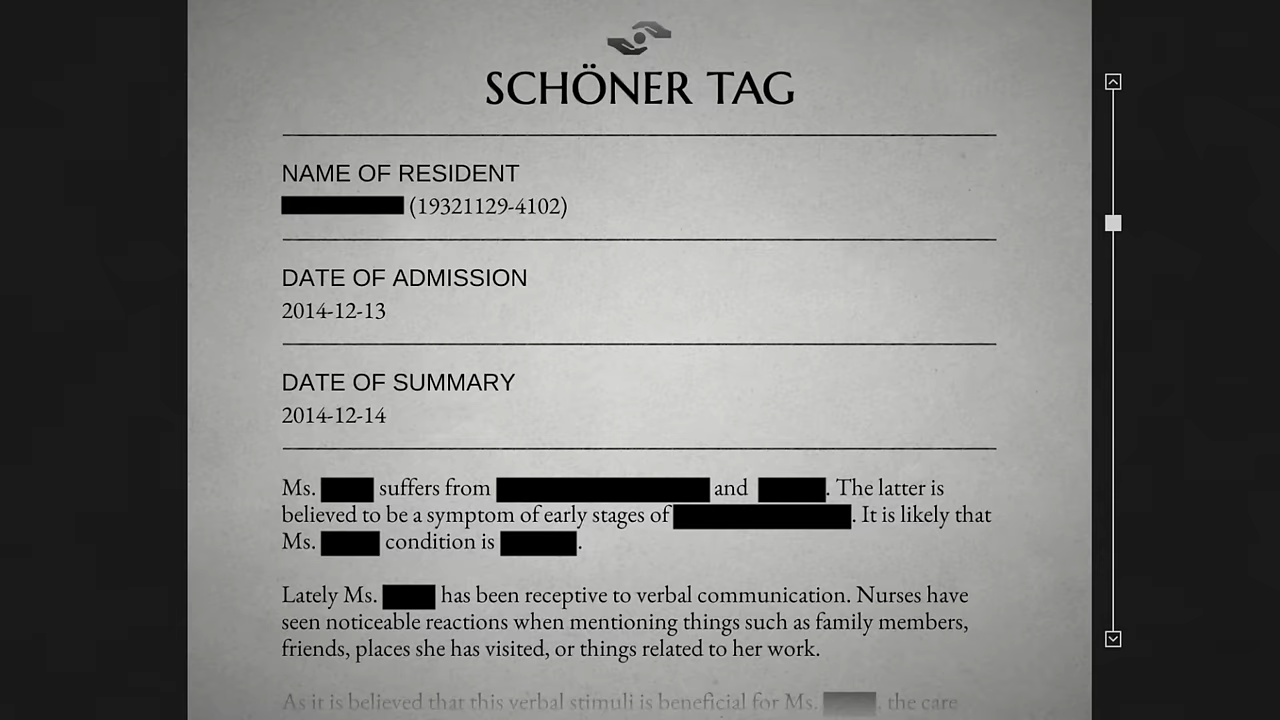 SCHÖNER TAG
NAME OF RESIDENT
(19321129-4102)
DATE OF ADMISSION
2014-12-13
DATE OF SUMMARY
2014-12-14
Ms. suffers from and . The latter is
believed to be a symptom of early stages of . It is likely that
Ms. condition is .
Lately Ms. has been receptive to verbal communication. Nurses have
seen noticeable reactions when mentioning things such as family members,
friends, places she has visited, or things related to her work.
As it is believed that this verbal stimuli is beneficial for Ms. , the care